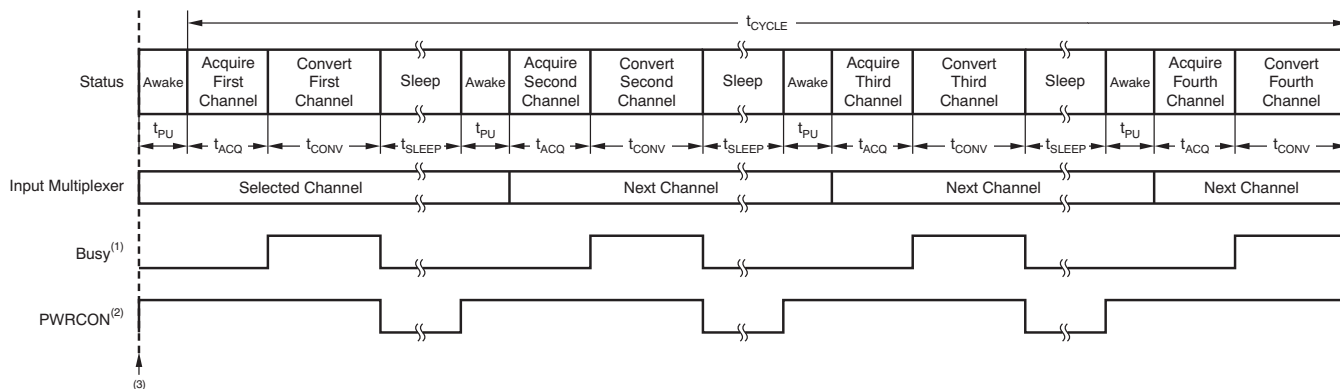 tCYCLE
Status
Awake
Acquire
First
Channel
Convert
First
Channel
Sleep
Awake
Acquire
Second
Channel
Convert
Second
Channel
Sleep
Awake
Acquire
Third
Channel
Convert
Third
Channel
Sleep
Awake
Acquire
Fourth
Channel
Convert
Fourth
Channel
tPU
tACQ
tCONV
tSLEEP
tPU
tACQ
tCONV
tSLEEP
tPU
tACQ
tCONV
tSLEEP
tPU
tACQ
tCONV
Input Multiplexer
Selected Channel
Next Channel
Next Channel
Next Channel
Busy(1)
PWRCON(2)
(3)